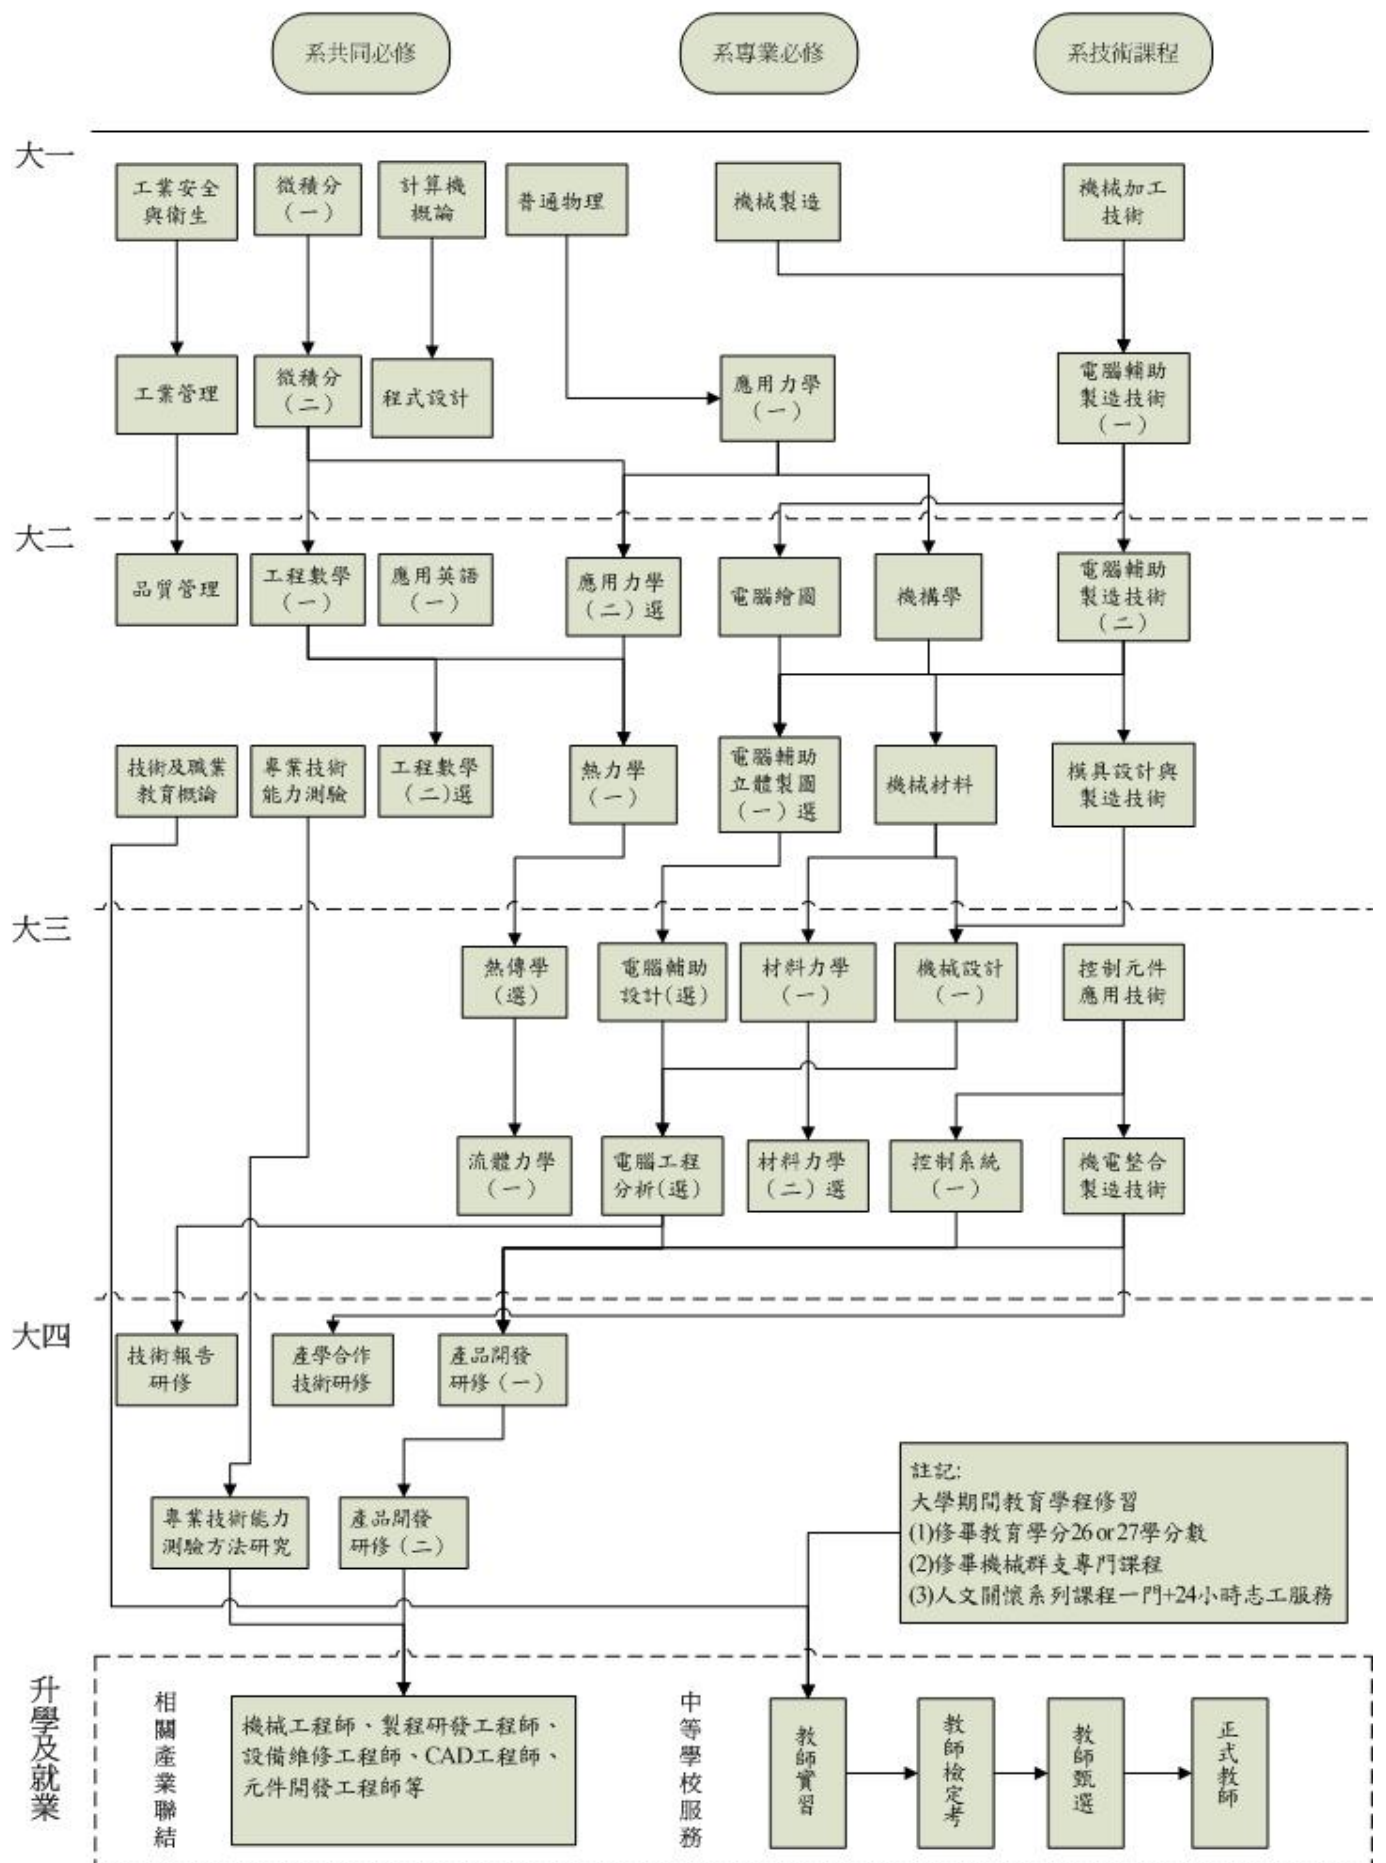 系共同必修
系專業必修
系技術課程
大一
工業安全
與衛生
微積分
(一)
計算機
概論
普通物理
機械製造
機械加工
技術
工業管理
微積分
(二)
程式設計
應用力學
(一)
電腦輔助
製造技術
(一)
大二
品質管理
工程數學
(一)
應用英語
(一)
應用力學
(二)選
電腦繪圖
機構學
電腦輔助
製造技術
(二)
技術及職業
教育概論
專業技術
能力測驗
工程數學
(二)選
熱力學
(一)
電腦輔助
立體製圖
(一)選
機械材料
模具設計與
製造技術
大三
熱傳學
(選)
電腦輔助
設計(選)
材料力學
(一)
機械設計
(一)
控制元件
應用技術
流體力學
(一)
電腦工程
分析(選)
材料力學
(二)選
控制系統
(一)
機電整合
製造技術
大四
技術報告
研修
產學合作
技術研修
產品開發
研修(一)
專業技術能力
測驗方法研究
產品開發
研修(二)
註記:
大學期間教育學程修習
(1)修畢教育學分26or27學分數
(2)修畢機械群支專門課程
(3)人文關懷系列課程一門+24小時志工服務
升學及就業
相關產業聯結
機械工程師、製程研發工程師、
設備維修工程師、CAD工程師、
元件開發工程師等
中等學校服務
教師實習
教師檢定考
教師甄選
正式教師